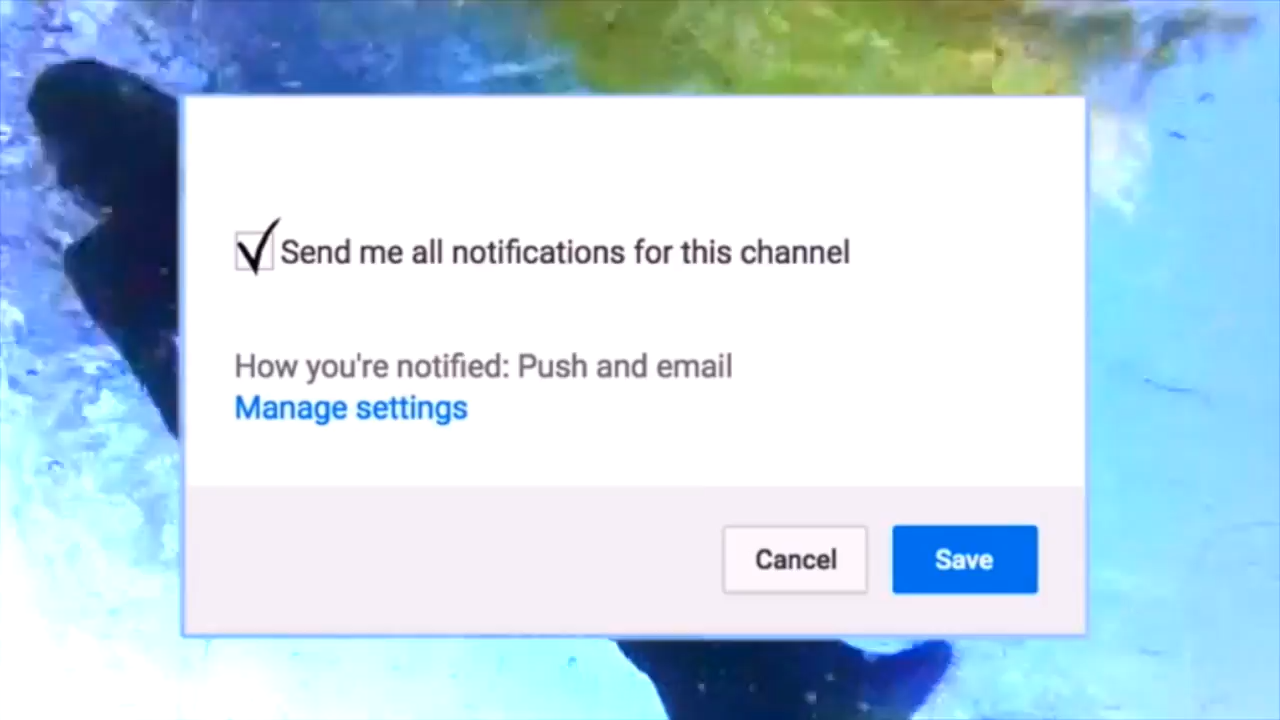 Send me all notifications for this channel
How you're notified: Push and email
Manage settings
Cancel
Save